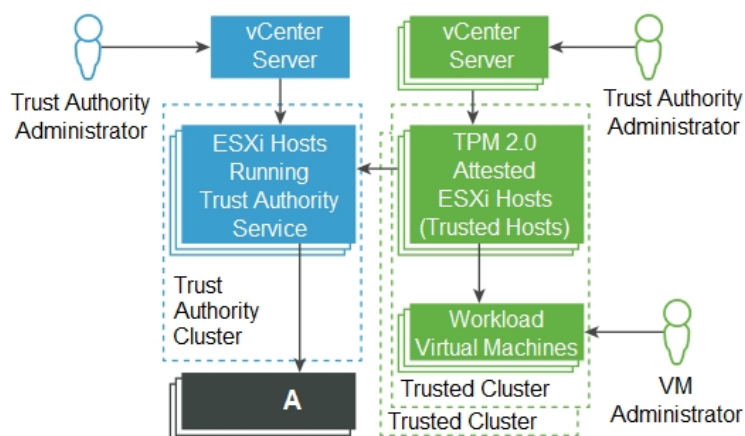 vCenter
Server
vCenter
Server
Trust Authority
Administrator
Trust Authority
Administrator
ESXi Hosts
Running
Trust Authority
Service
TPM 2.0
Attested
ESXi Hosts
(Trusted Hosts)
Trust
Authority
Cluster
Workload
Virtual Machines
A
Trusted Cluster
Trusted Cluster
VM
Administrator